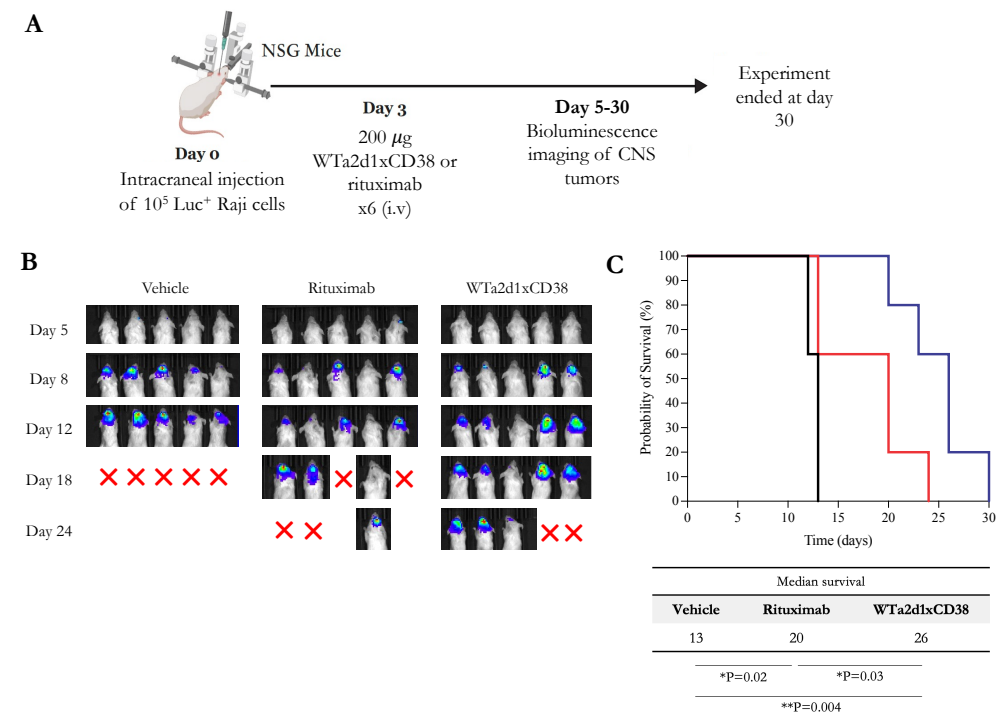 A
NSG Mice
Day 0
Intracraneal injection
of 10⁵ Luc⁺ Raji cells
Day 3
200 µg
WTa2d1xCD38 or
rituximab
x6 (i.v)
Day 5-30
Bioluminescence
imaging of CNS
tumors
Experiment
ended at day
30
B
Vehicle
Rituximab
WTa2d1xCD38
Day 5
Day 8
Day 12
Day 18
Day 24
C
Probability of Survival (%)
100
90
80
70
60
50
40
30
20
10
0
0 5 10 15 20 25 30
Time (days)
Median survival
Vehicle Rituximab WTa2d1xCD38
13 20 26
*P=0.02 *P=0.03
**P=0.004